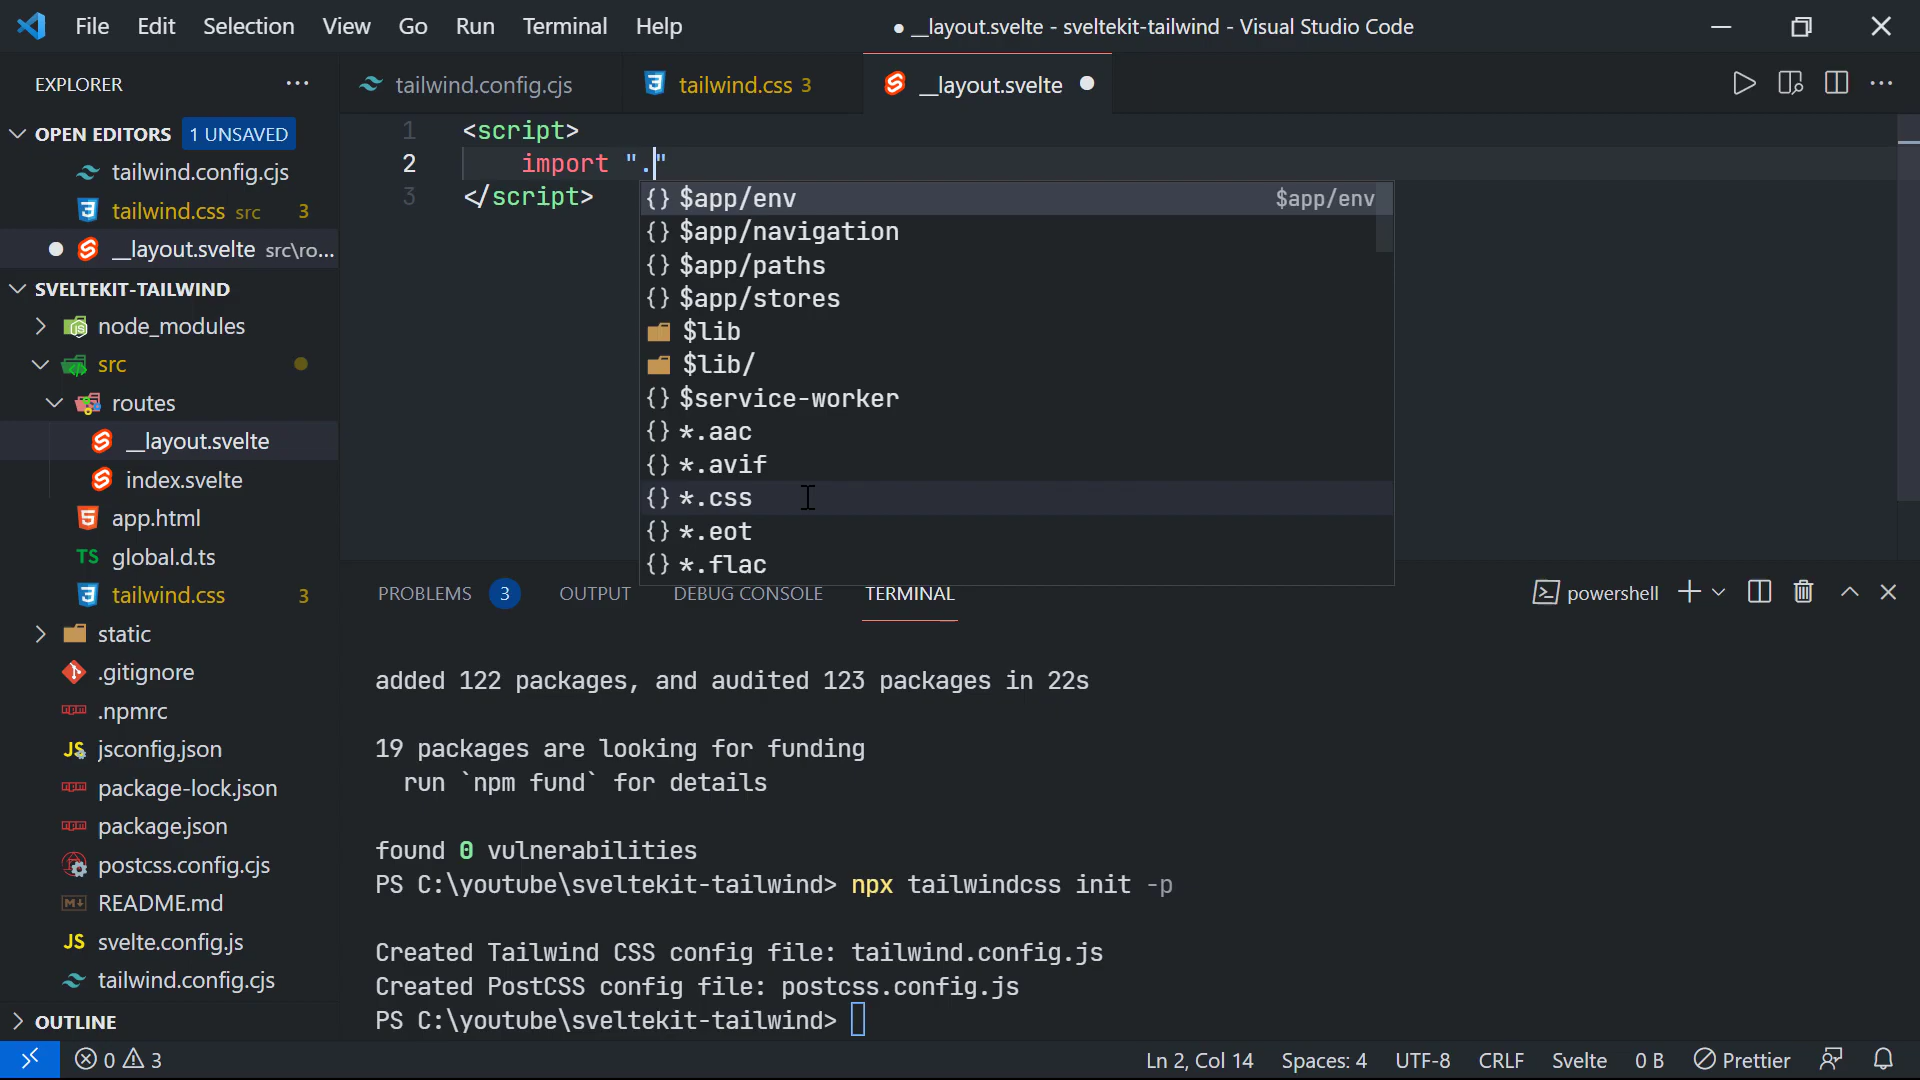 File Edit Selection View Go Run Terminal Help
● __layout.svelte - sveltekit-tailwind - Visual Studio Code
EXPLORER
OPEN EDITORS 1 UNSAVED
tailwind.config.cjs
tailwind.css src 3
__layout.svelte src\ro...
SVELTEKIT-TAILWIND
node_modules
src
routes
__layout.svelte
index.svelte
app.html
TS global.d.ts
tailwind.css 3
static
.gitignore
.npmrc
JS jsconfig.json
package-lock.json
package.json
postcss.config.cjs
README.md
JS svelte.config.js
tailwind.config.cjs
OUTLINE
tailwind.config.cjs tailwind.css 3 __layout.svelte
1 <script>
2 import "."
3 </script>
{} $app/env $app/env
{} $app/navigation
{} $app/paths
{} $app/stores
$lib
$lib/
{} $service-worker
{} *.aac
{} *.avif
{} *.css
{} *.eot
{} *.flac
PROBLEMS 3 OUTPUT DEBUG CONSOLE TERMINAL powershell
added 122 packages, and audited 123 packages in 22s
19 packages are looking for funding
run `npm fund` for details
found 0 vulnerabilities
PS C:\youtube\sveltekit-tailwind> npx tailwindcss init -p
Created Tailwind CSS config file: tailwind.config.js
Created PostCSS config file: postcss.config.js
PS C:\youtube\sveltekit-tailwind>
0 3 Ln 2, Col 14 Spaces: 4 UTF-8 CRLF Svelte 0 B Prettier